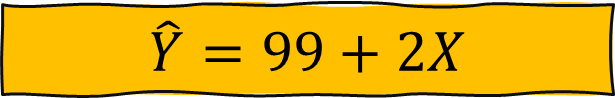 Ŷ = 99 + 2X